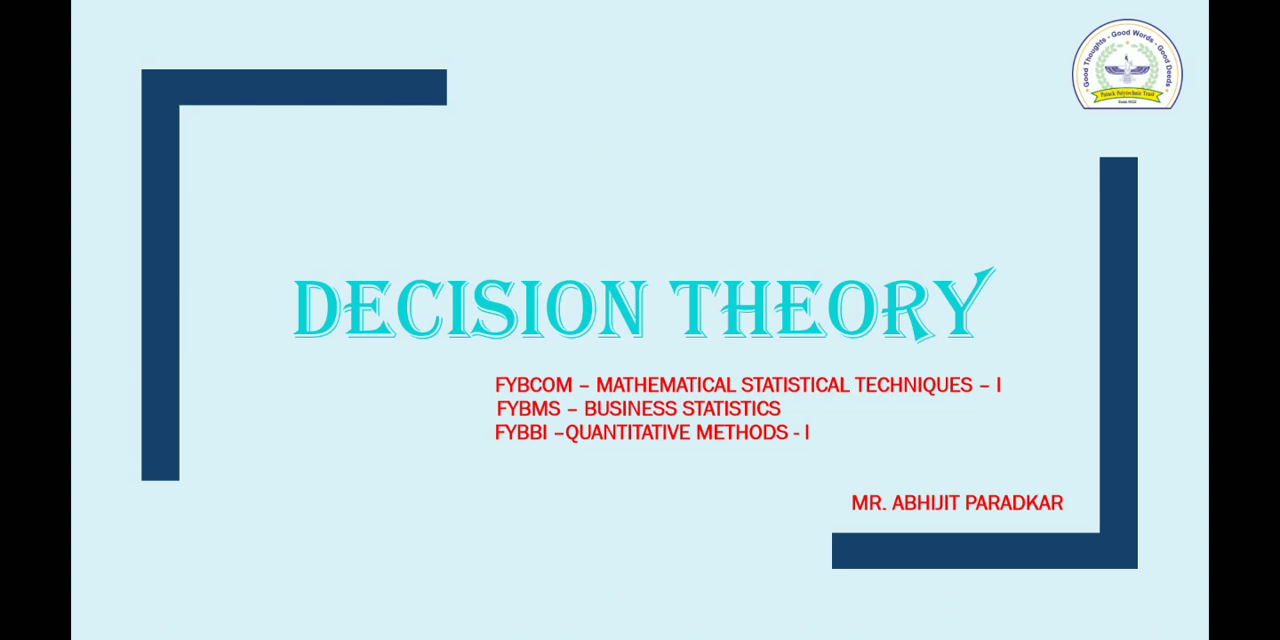 Good Thoughts - Good Words - Good Deeds
DECISION THEORY
FYBCOM – MATHEMATICAL STATISTICAL TECHNIQUES – I
FYBMS – BUSINESS STATISTICS
FYBBI –QUANTITATIVE METHODS - I
MR. ABHIJIT PARADKAR